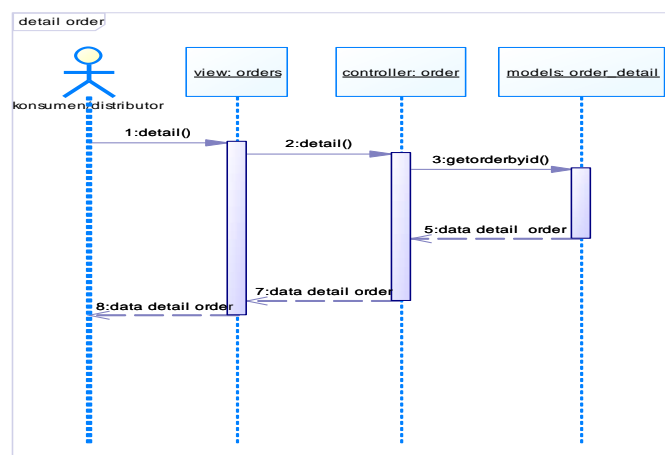 detail order
view: orders
controller: order
models: order_detail
konsumen/distributor
1:detail()
2:detail()
3:getorderbyid()
5:data detail  order
7:data detail order
8:data detail order